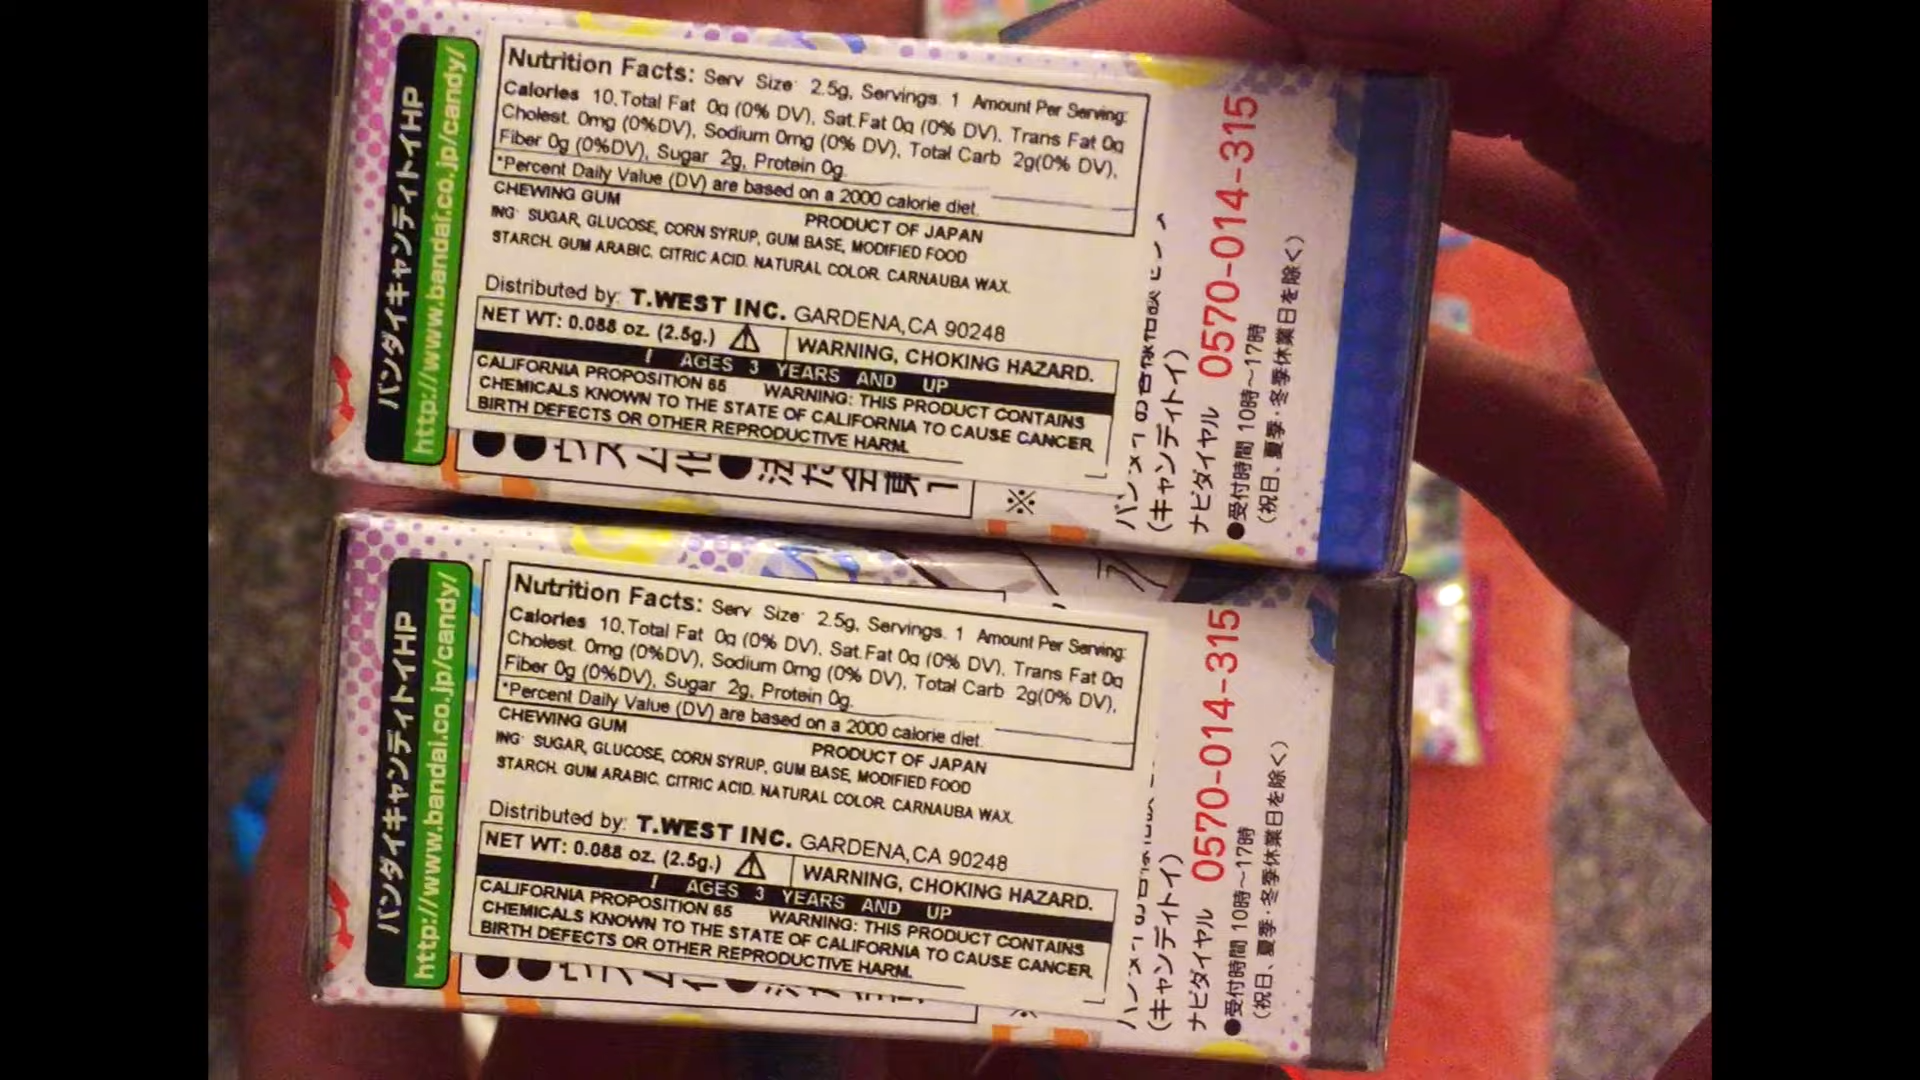 バンダイキャンディトイHP
http://www.bandai.co.jp/candy/
Nutrition Facts: Serv Size: 2.5g, Servings. 1 Amount Per Serving:
Calories 10.Total Fat 0g (0% DV), Sat.Fat 0g (0% DV). Trans Fat 0g
Cholest. 0mg (0%DV), Sodium 0mg (0% DV), Total Carb 2g(0% DV),
Fiber 0g (0%DV), Sugar 2g, Protein 0g.
*Percent Daily Value (DV) are based on a 2000 calorie diet.
CHEWING GUM
PRODUCT OF JAPAN
ING: SUGAR, GLUCOSE, CORN SYRUP, GUM BASE, MODIFIED FOOD
STARCH. GUM ARABIC. CITRIC ACID. NATURAL COLOR. CARNAUBA WAX.
Distributed by: T.WEST INC. GARDENA,CA 90248
NET WT: 0.088 oz. (2.5g.)
WARNING, CHOKING HAZARD.
! AGES 3 YEARS AND UP
CALIFORNIA PROPOSITION 65 WARNING: THIS PRODUCT CONTAINS
CHEMICALS KNOWN TO THE STATE OF CALIFORNIA TO CAUSE CANCER
BIRTH DEFECTS OR OTHER REPRODUCTIVE HARM.
※
(キャンディトイ)
ナビダイヤル 0570-014-315
●受付時間 10時〜17時
(祝日、夏季・冬季休業日を除く)
バンダイキャンディトイHP
http://www.bandai.co.jp/candy/
Nutrition Facts: Serv Size: 2.5g, Servings. 1 Amount Per Serving:
Calories 10.Total Fat 0g (0% DV), Sat.Fat 0g (0% DV). Trans Fat 0g
Cholest. 0mg (0%DV), Sodium 0mg (0% DV), Total Carb 2g(0% DV),
Fiber 0g (0%DV), Sugar 2g, Protein 0g.
*Percent Daily Value (DV) are based on a 2000 calorie diet.
CHEWING GUM
PRODUCT OF JAPAN
ING: SUGAR, GLUCOSE, CORN SYRUP, GUM BASE, MODIFIED FOOD
STARCH. GUM ARABIC. CITRIC ACID. NATURAL COLOR. CARNAUBA WAX.
Distributed by: T.WEST INC. GARDENA,CA 90248
NET WT: 0.088 oz. (2.5g.)
WARNING, CHOKING HAZARD.
! AGES 3 YEARS AND UP
CALIFORNIA PROPOSITION 65 WARNING: THIS PRODUCT CONTAINS
CHEMICALS KNOWN TO THE STATE OF CALIFORNIA TO CAUSE CANCER
BIRTH DEFECTS OR OTHER REPRODUCTIVE HARM.
(キャンディトイ)
ナビダイヤル 0570-014-315
●受付時間 10時〜17時
(祝日、夏季・冬季休業日を除く)